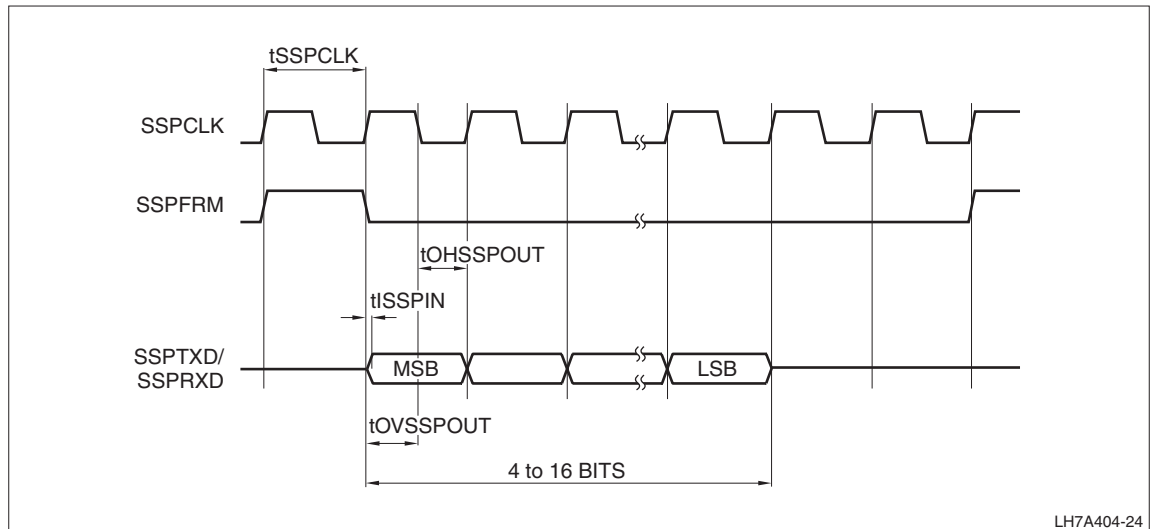 tSSPCLK
SSPCLK
SSPFRM
tOHSSPOUT
tISSPIN
SSPTXD/
SSPRXD
MSB
LSB
tOVSSPOUT
4 to 16 BITS
LH7A404-24